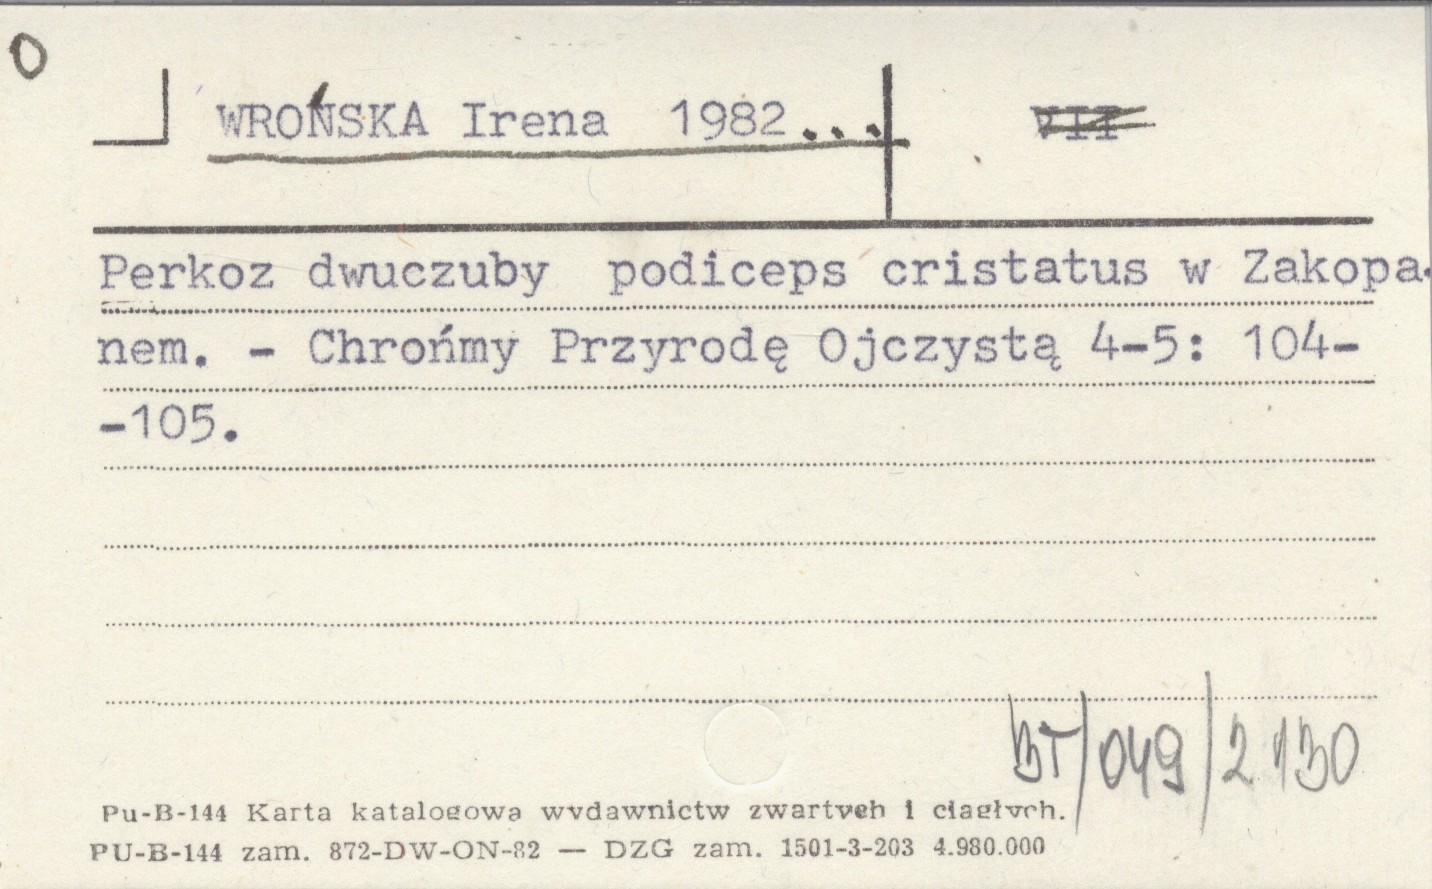 O
WROŃSKA Irena 1982...
VII
Perkoz dwuczuby podiceps cristatus w Zakopa-
nem. - Chrońmy Przyrodę Ojczystą 4-5: 104-
-105.
BT/049/2130
Pu-B-144 Karta katalogowa wydawnictw zwartych i ciągłych.
PU-B-144 zam. 872-DW-ON-82 — DZG zam. 1501-3-203 4.980.000